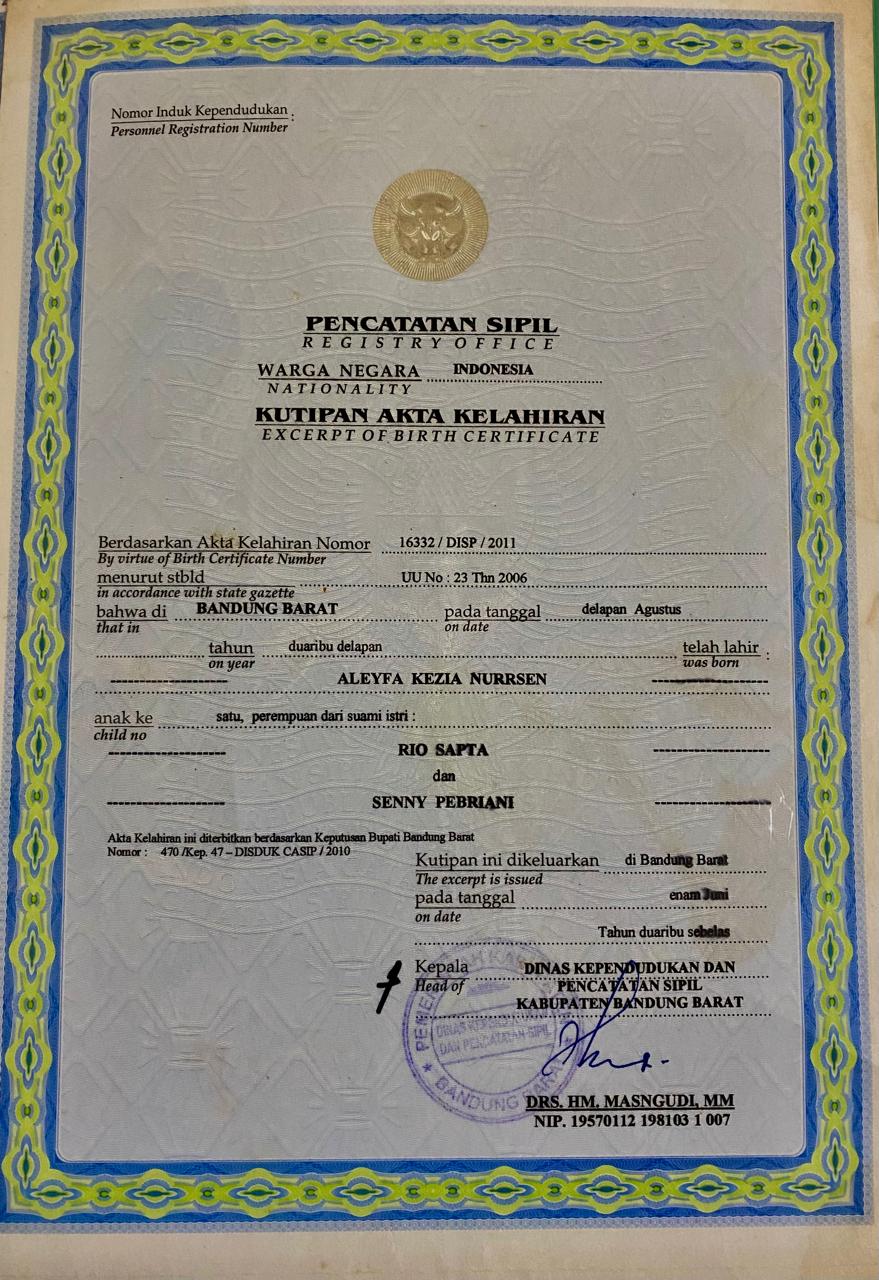 Nomor Induk Kependudukan :
Personnel Registration Number
PENCATATAN SIPIL
REGISTRY OFFICE
WARGA NEGARA INDONESIA
NATIONALITY
KUTIPAN AKTA KELAHIRAN
EXCERPT OF BIRTH CERTIFICATE
Berdasarkan Akta Kelahiran Nomor 16332 / DISP / 2011
By virtue of Birth Certificate Number
menurut stbld UU No : 23 Thn 2006
in accordance with state gazette
bahwa di BANDUNG BARAT pada tanggal delapan Agustus
that in on date
tahun duaribu delapan telah lahir :
on year was born
ALEYFA KEZIA NURRSEN
anak ke satu, perempuan dari suami istri :
child no
RIO SAPTA
dan
SENNY PEBRIANI
Akta Kelahiran ini diterbitkan berdasarkan Keputusan Bupati Bandung Barat
Nomor : 470 /Kep. 47 – DISDUK CASIP / 2010
Kutipan ini dikeluarkan di Bandung Barat
The excerpt is issued
pada tanggal enam Juni
on date
Tahun duaribu sebelas
Kepala DINAS KEPENDUDUKAN DAN
Head of PENCATATAN SIPIL
KABUPATEN BANDUNG BARAT
DAN PENCATATAN SIPIL
BANDUNG BARAT
DRS. HM. MASNGUDI, MM
NIP. 19570112 198103 1 007